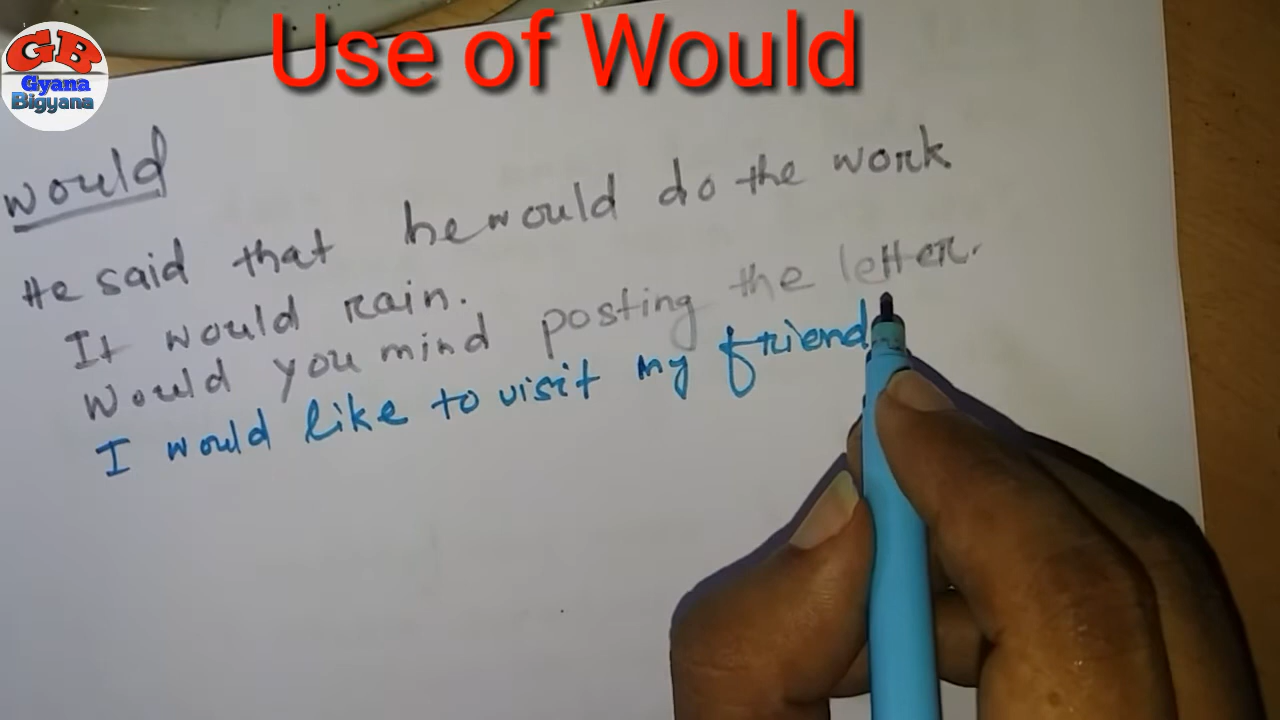 GB
Gyana
Bigyana
Use of Would
would
He said that he would do the work
It would rain.
Would you mind posting the letter.
I would like to visit my friend